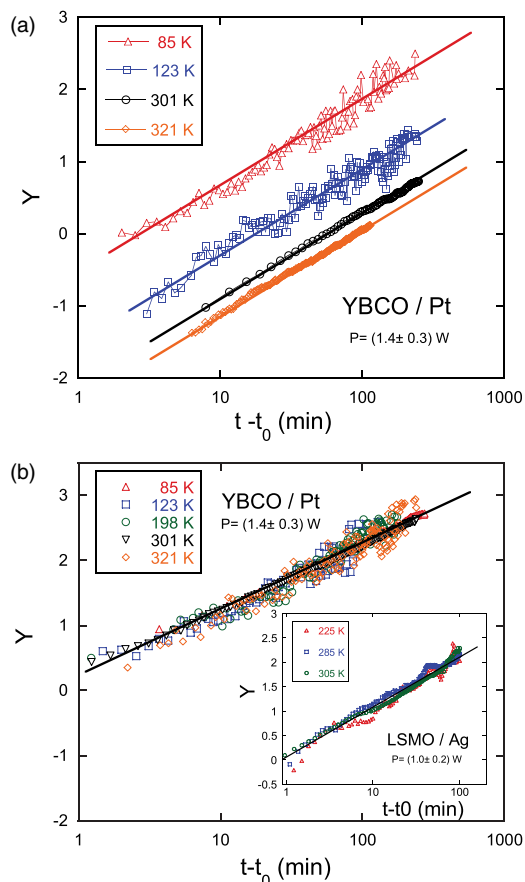 (a)
3
2
1
0
-1
-2
Y
85 K
123 K
301 K
321 K
YBCO / Pt
P= (1.4± 0.3) W
1
10
100
1000
t -t0 (min)
(b)
4
3
2
1
0
-1
-2
Y
85 K
123 K
198 K
301 K
321 K
YBCO / Pt
P= (1.4± 0.3) W
3
2.5
2
1.5
1
0.5
0
-0.5
Y
225 K
285 K
305 K
LSMO / Ag
P= (1.0± 0.2) W
1
10
100
t-t0 (min)
1
10
100
1000
t-t0 (min)